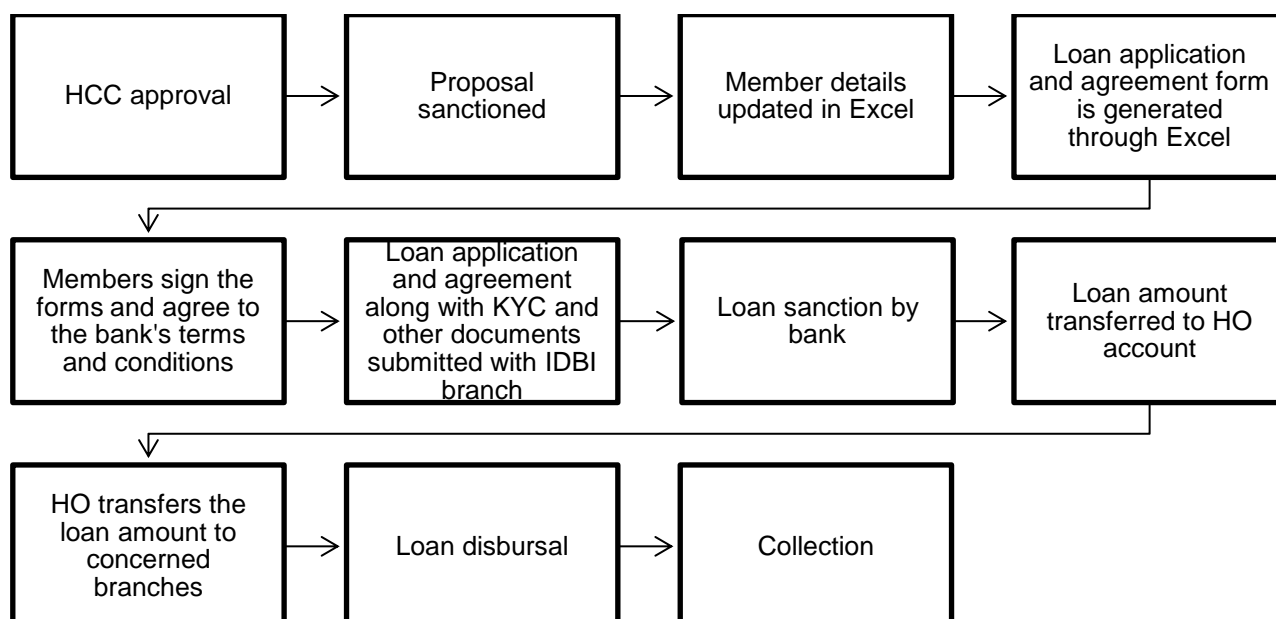 HCC approval
Proposal
sanctioned
Member details
updated in Excel
Loan application
and agreement form
is generated
through Excel
Members sign the
forms and agree to
the bank's terms
and conditions
Loan application
and agreement
along with KYC and
other documents
submitted with IDBI
branch
Loan sanction by
bank
Loan amount
transferred to HO
account
HO transfers the
loan amount to
concerned
branches
Loan disbursal
Collection